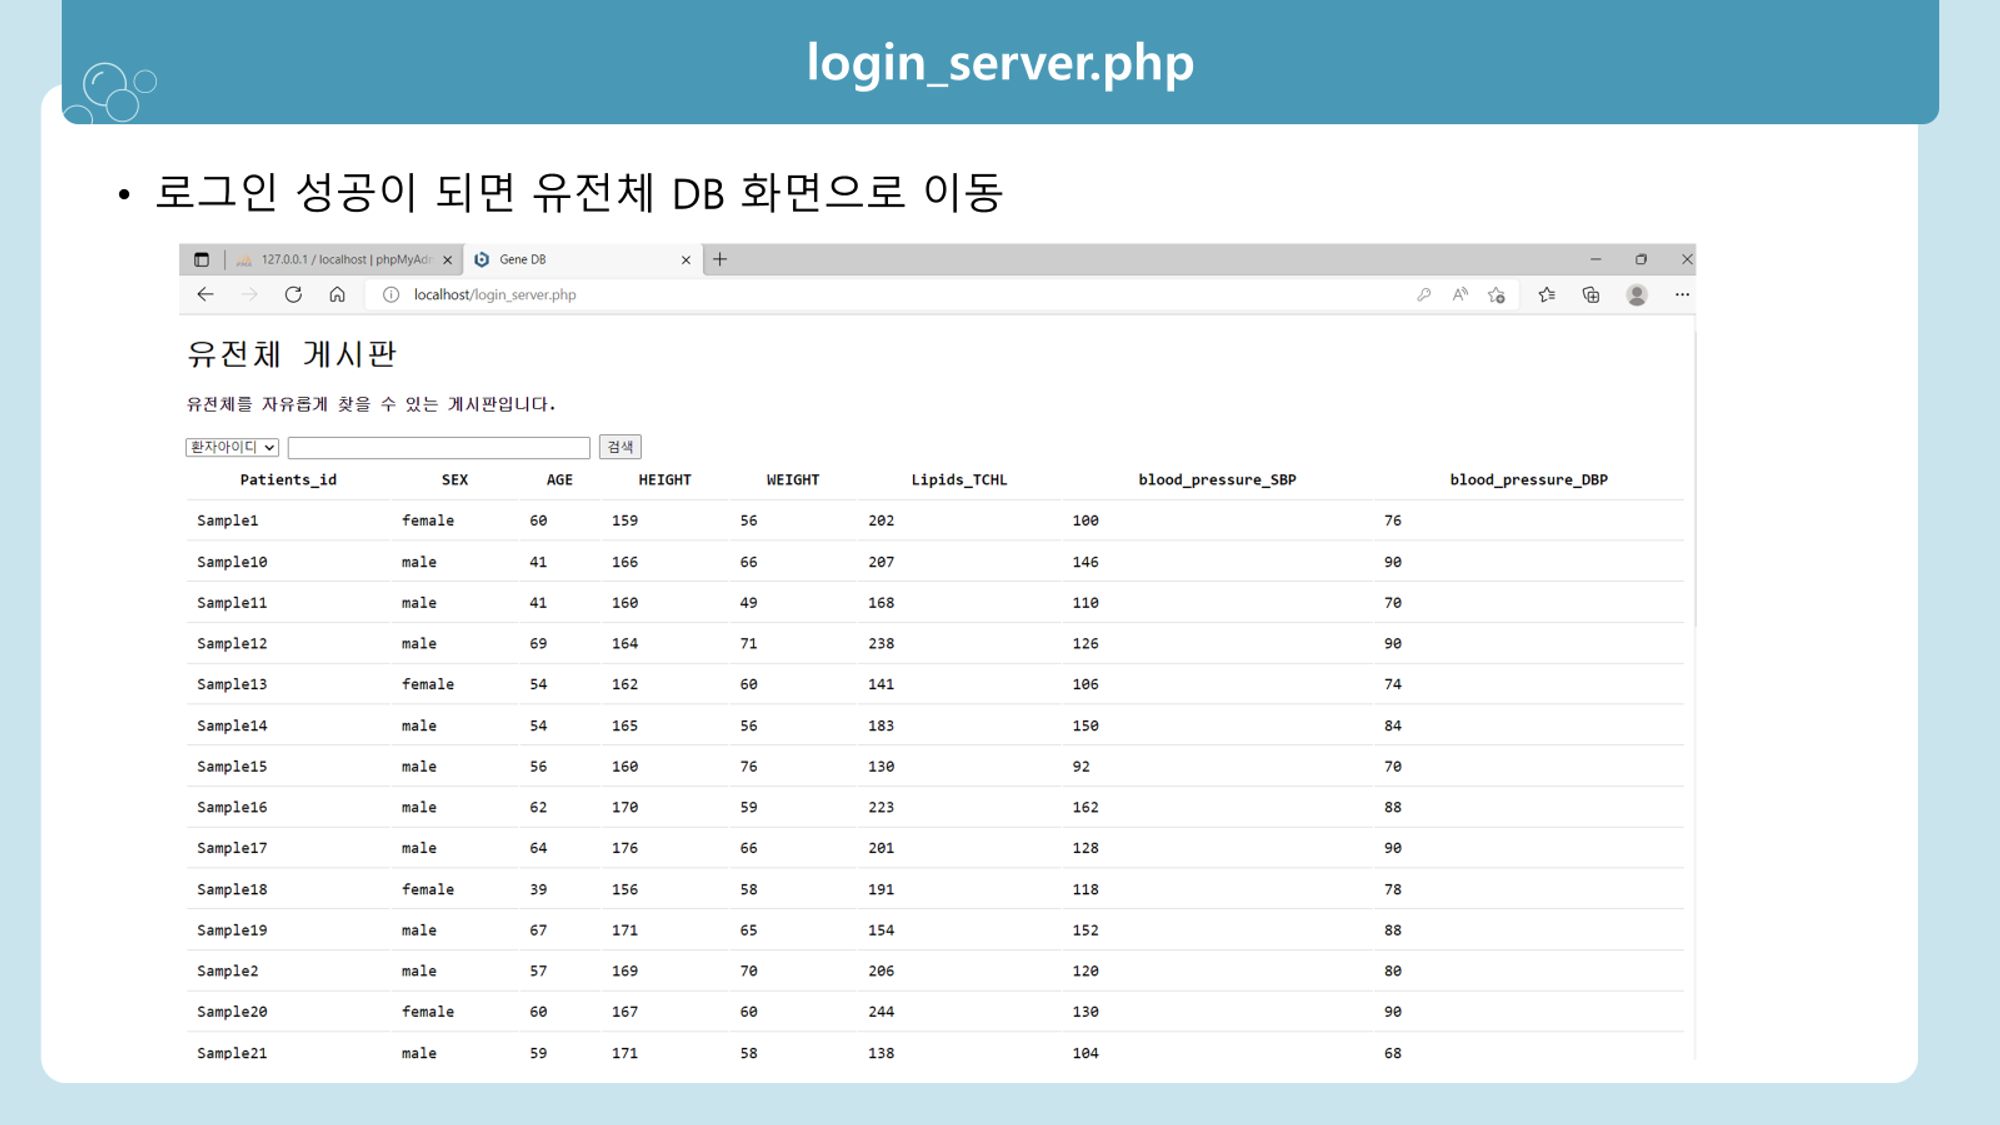 login_server.php
• 로그인 성공이 되면 유전체 DB 화면으로 이동
127.0.0.1 / localhost | phpMyAdm
Gene DB
localhost/login_server.php
유전체 게시판
유전체를 자유롭게 찾을 수 있는 게시판입니다.
환자아이디 검색
Patients_id SEX AGE HEIGHT WEIGHT Lipids_TCHL blood_pressure_SBP blood_pressure_DBP
Sample1 female 60 159 56 202 100 76
Sample10 male 41 166 66 207 146 90
Sample11 male 41 160 49 168 110 70
Sample12 male 69 164 71 238 126 90
Sample13 female 54 162 60 141 106 74
Sample14 male 54 165 56 183 150 84
Sample15 male 56 160 76 130 92 70
Sample16 male 62 170 59 223 162 88
Sample17 male 64 176 66 201 128 90
Sample18 female 39 156 58 191 118 78
Sample19 male 67 171 65 154 152 88
Sample2 male 57 169 70 206 120 80
Sample20 female 60 167 60 244 130 90
Sample21 male 59 171 58 138 104 68